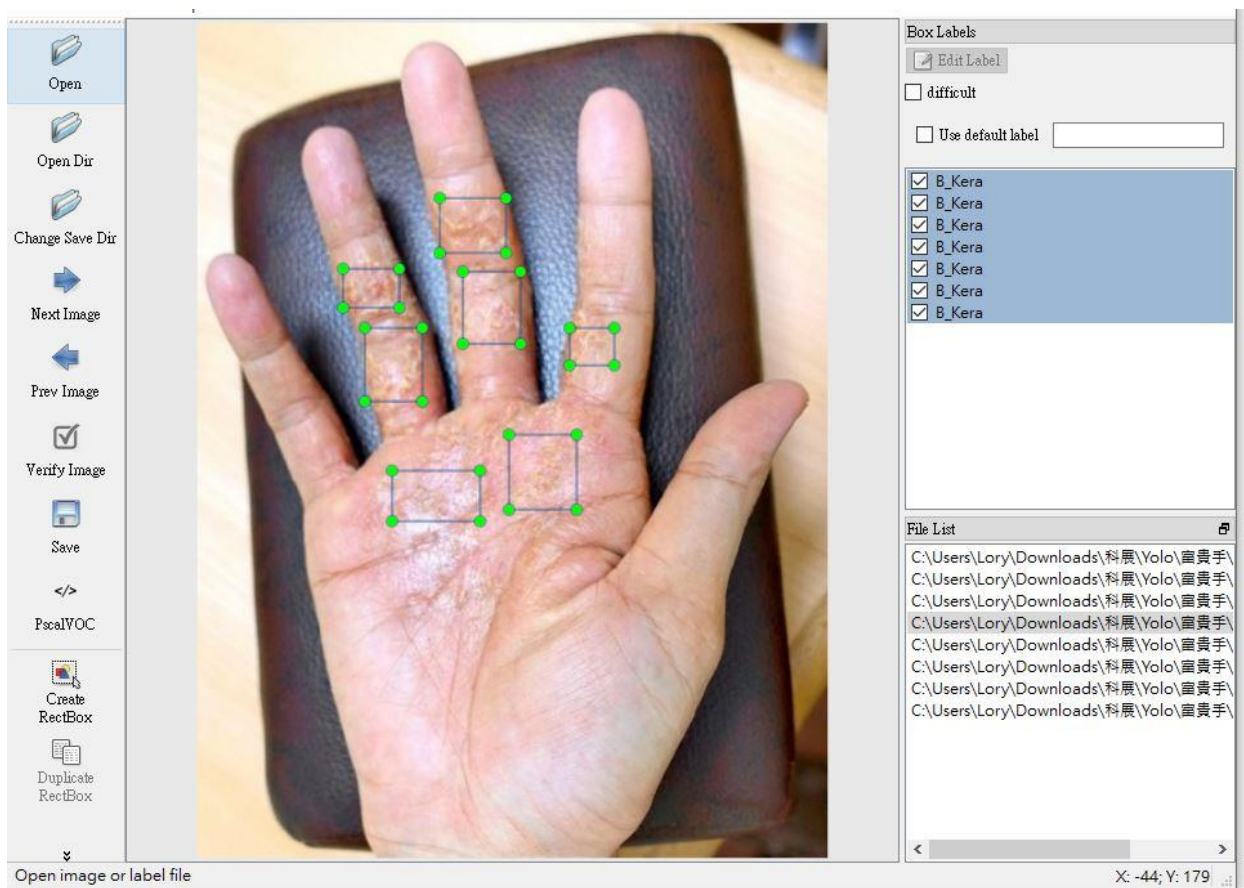 Open
Open Dir
Change Save Dir
Next Image
Prev Image
Verify Image
Save
</>
PscalVOC
Create
RectBox
Duplicate
RectBox
Box Labels
Edit Label
difficult
Use default label
B_Kera
B_Kera
B_Kera
B_Kera
B_Kera
B_Kera
B_Kera
File List
C:\Users\Lory\Downloads\科展\Yolo\富貴手\
C:\Users\Lory\Downloads\科展\Yolo\富貴手\
C:\Users\Lory\Downloads\科展\Yolo\富貴手\
C:\Users\Lory\Downloads\科展\Yolo\富貴手\
C:\Users\Lory\Downloads\科展\Yolo\富貴手\
C:\Users\Lory\Downloads\科展\Yolo\富貴手\
C:\Users\Lory\Downloads\科展\Yolo\富貴手\
C:\Users\Lory\Downloads\科展\Yolo\富貴手\
Open image or label file
X: -44; Y: 179